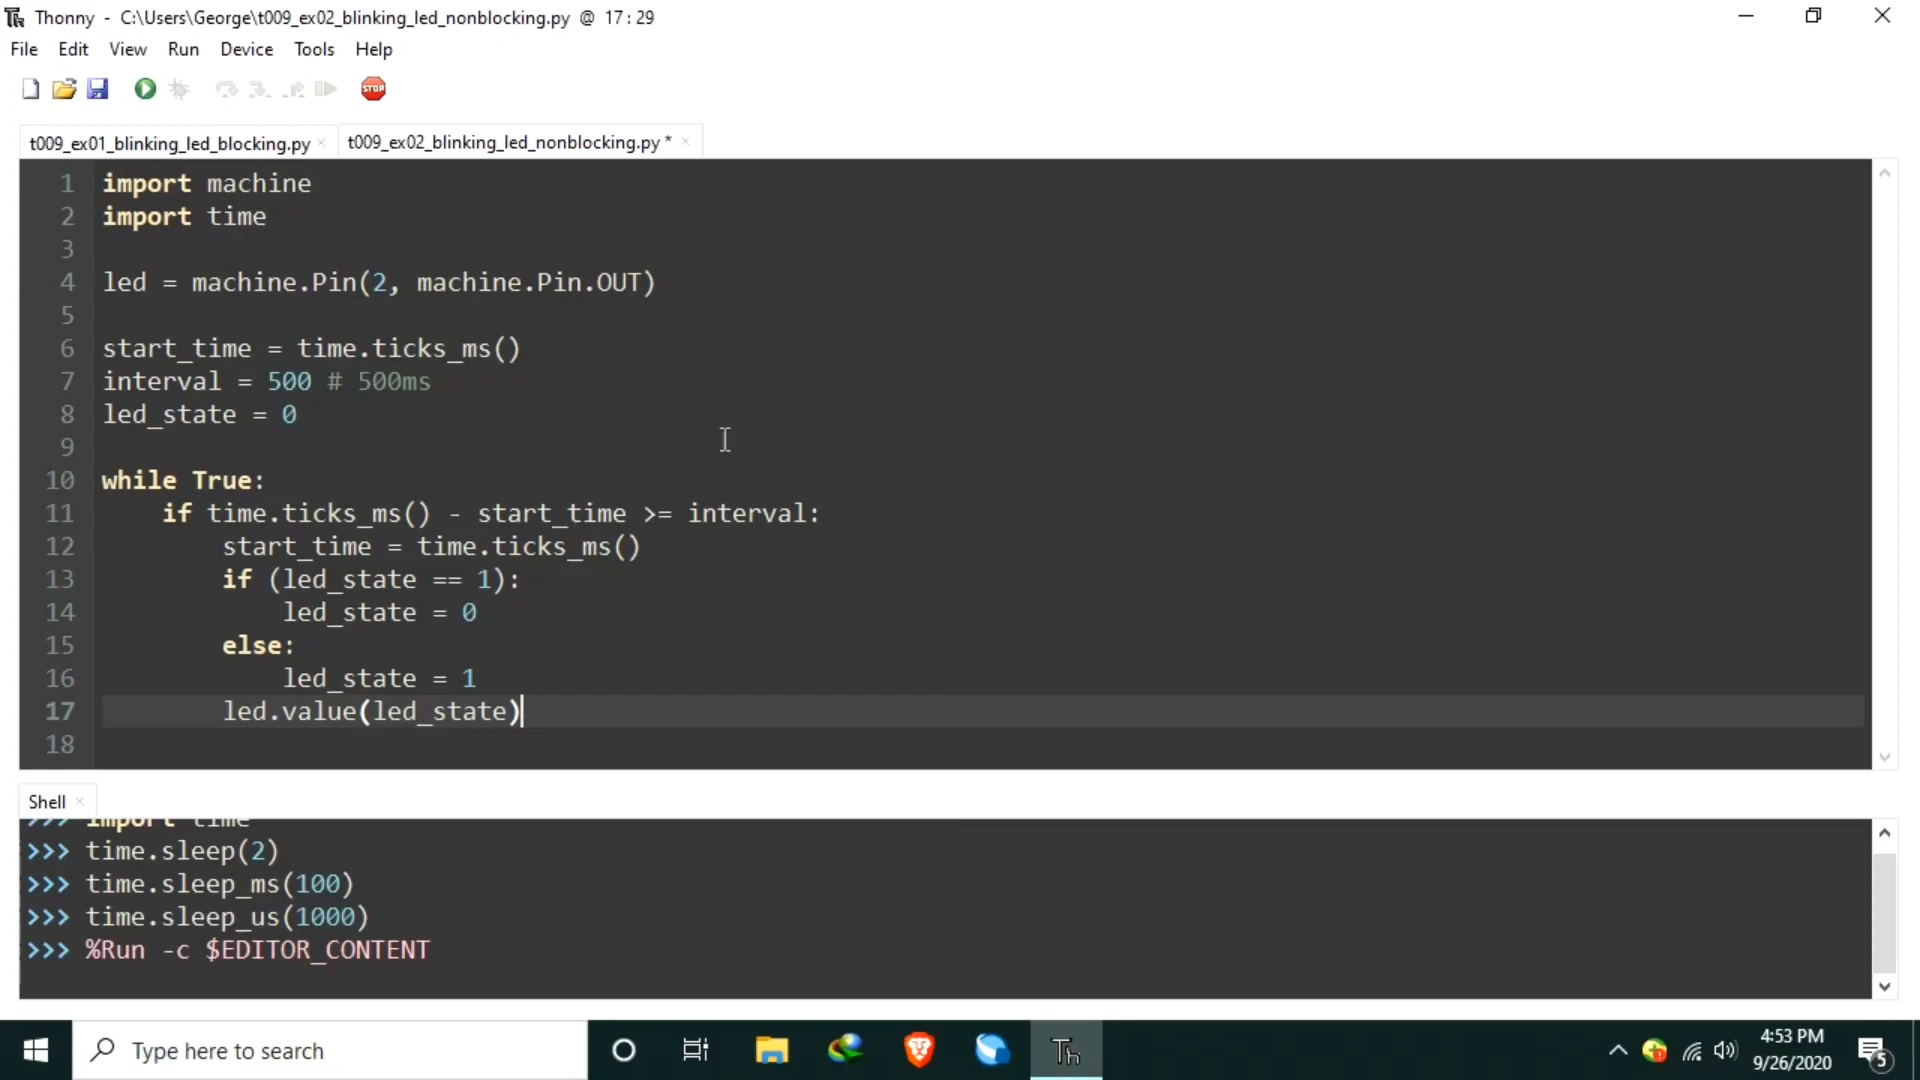 Thonny - C:\Users\George\t009_ex02_blinking_led_nonblocking.py @ 17:29
File Edit View Run Device Tools Help
STOP
t009_ex01_blinking_led_blocking.py × t009_ex02_blinking_led_nonblocking.py * ×
1 import machine
2 import time
3
4 led = machine.Pin(2, machine.Pin.OUT)
5
6 start_time = time.ticks_ms()
7 interval = 500 # 500ms
8 led_state = 0
9
10 while True:
11     if time.ticks_ms() - start_time >= interval:
12         start_time = time.ticks_ms()
13         if (led_state == 1):
14             led_state = 0
15         else:
16             led_state = 1
17         led.value(led_state)
18
Shell ×
>>> import time
>>> time.sleep(2)
>>> time.sleep_ms(100)
>>> time.sleep_us(1000)
>>> %Run -c $EDITOR_CONTENT
Type here to search
Th
4:53 PM
9/26/2020
5